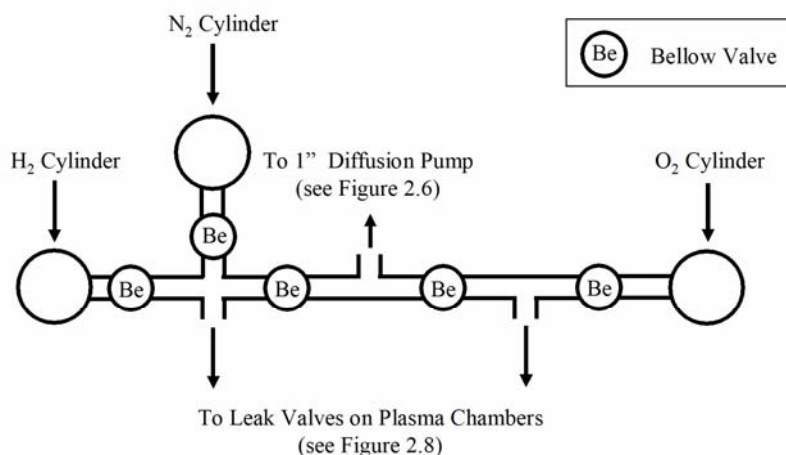 N₂ Cylinder
Be Bellow Valve
H₂ Cylinder
To 1” Diffusion Pump
(see Figure 2.6)
O₂ Cylinder
Be
Be
Be
Be
Be
To Leak Valves on Plasma Chambers
(see Figure 2.8)